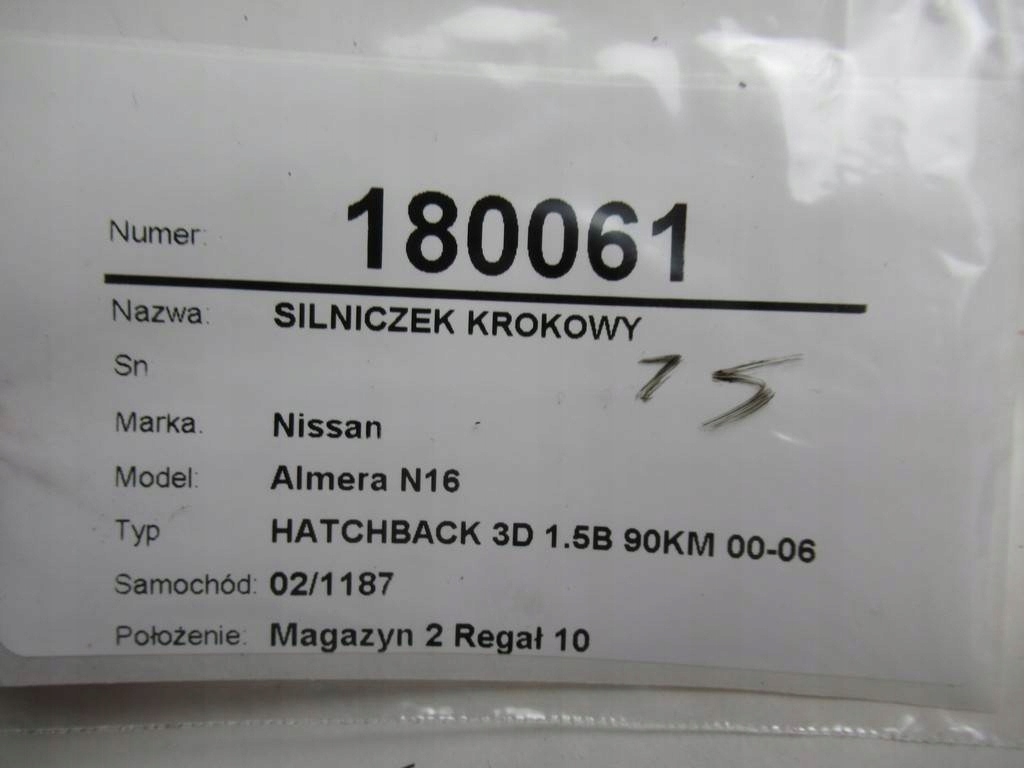 Numer: 180061
Nazwa: SILNICZEK KROKOWY
Sn
15
Marka. Nissan
Model: Almera N16
Typ HATCHBACK 3D 1.5B 90KM 00-06
Samochód: 02/1187
Położenie: Magazyn 2 Regał 10